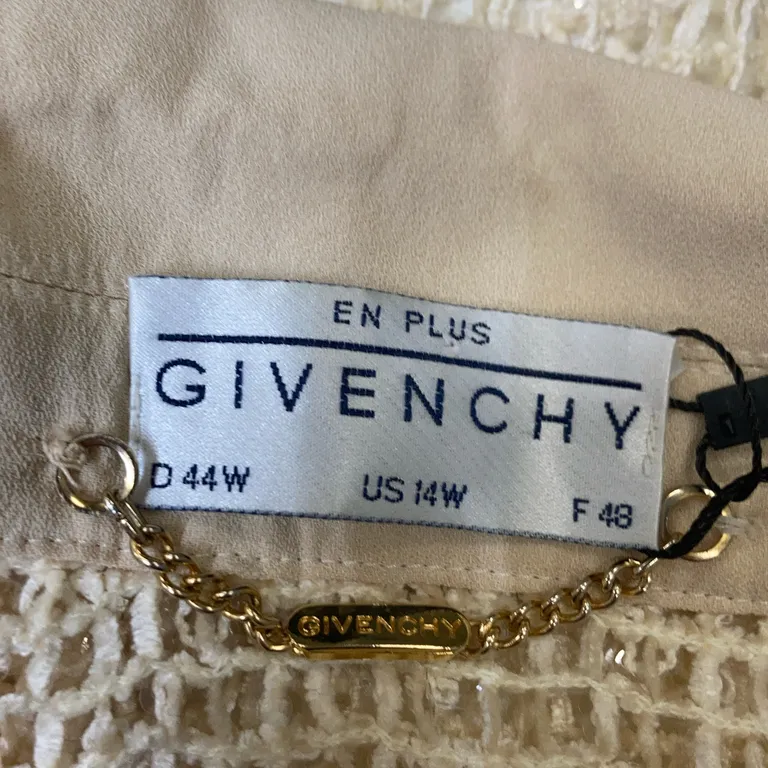 EN PLUS
GIVENCHY
D 44W US 14W F 48
GIVENCHY